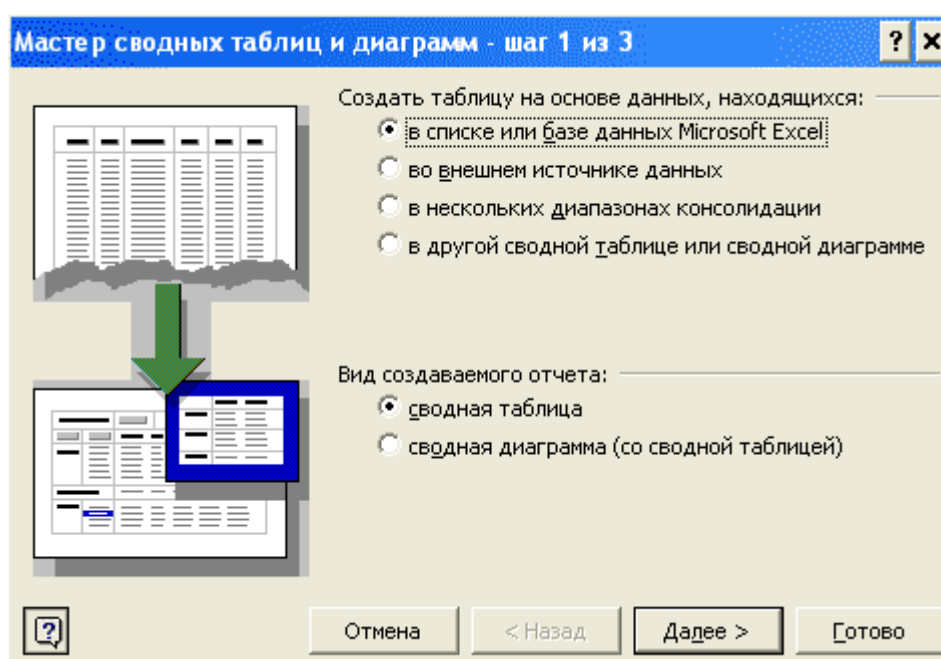 Мастер сводных таблиц и диаграмм - шаг 1 из 3
Создать таблицу на основе данных, находящихся:
в списке или базе данных Microsoft Excel
во внешнем источнике данных
в нескольких диапазонах консолидации
в другой сводной таблице или сводной диаграмме
Вид создаваемого отчета:
сводная таблица
сводная диаграмма (со сводной таблицей)
Отмена < Назад Далее > Готово